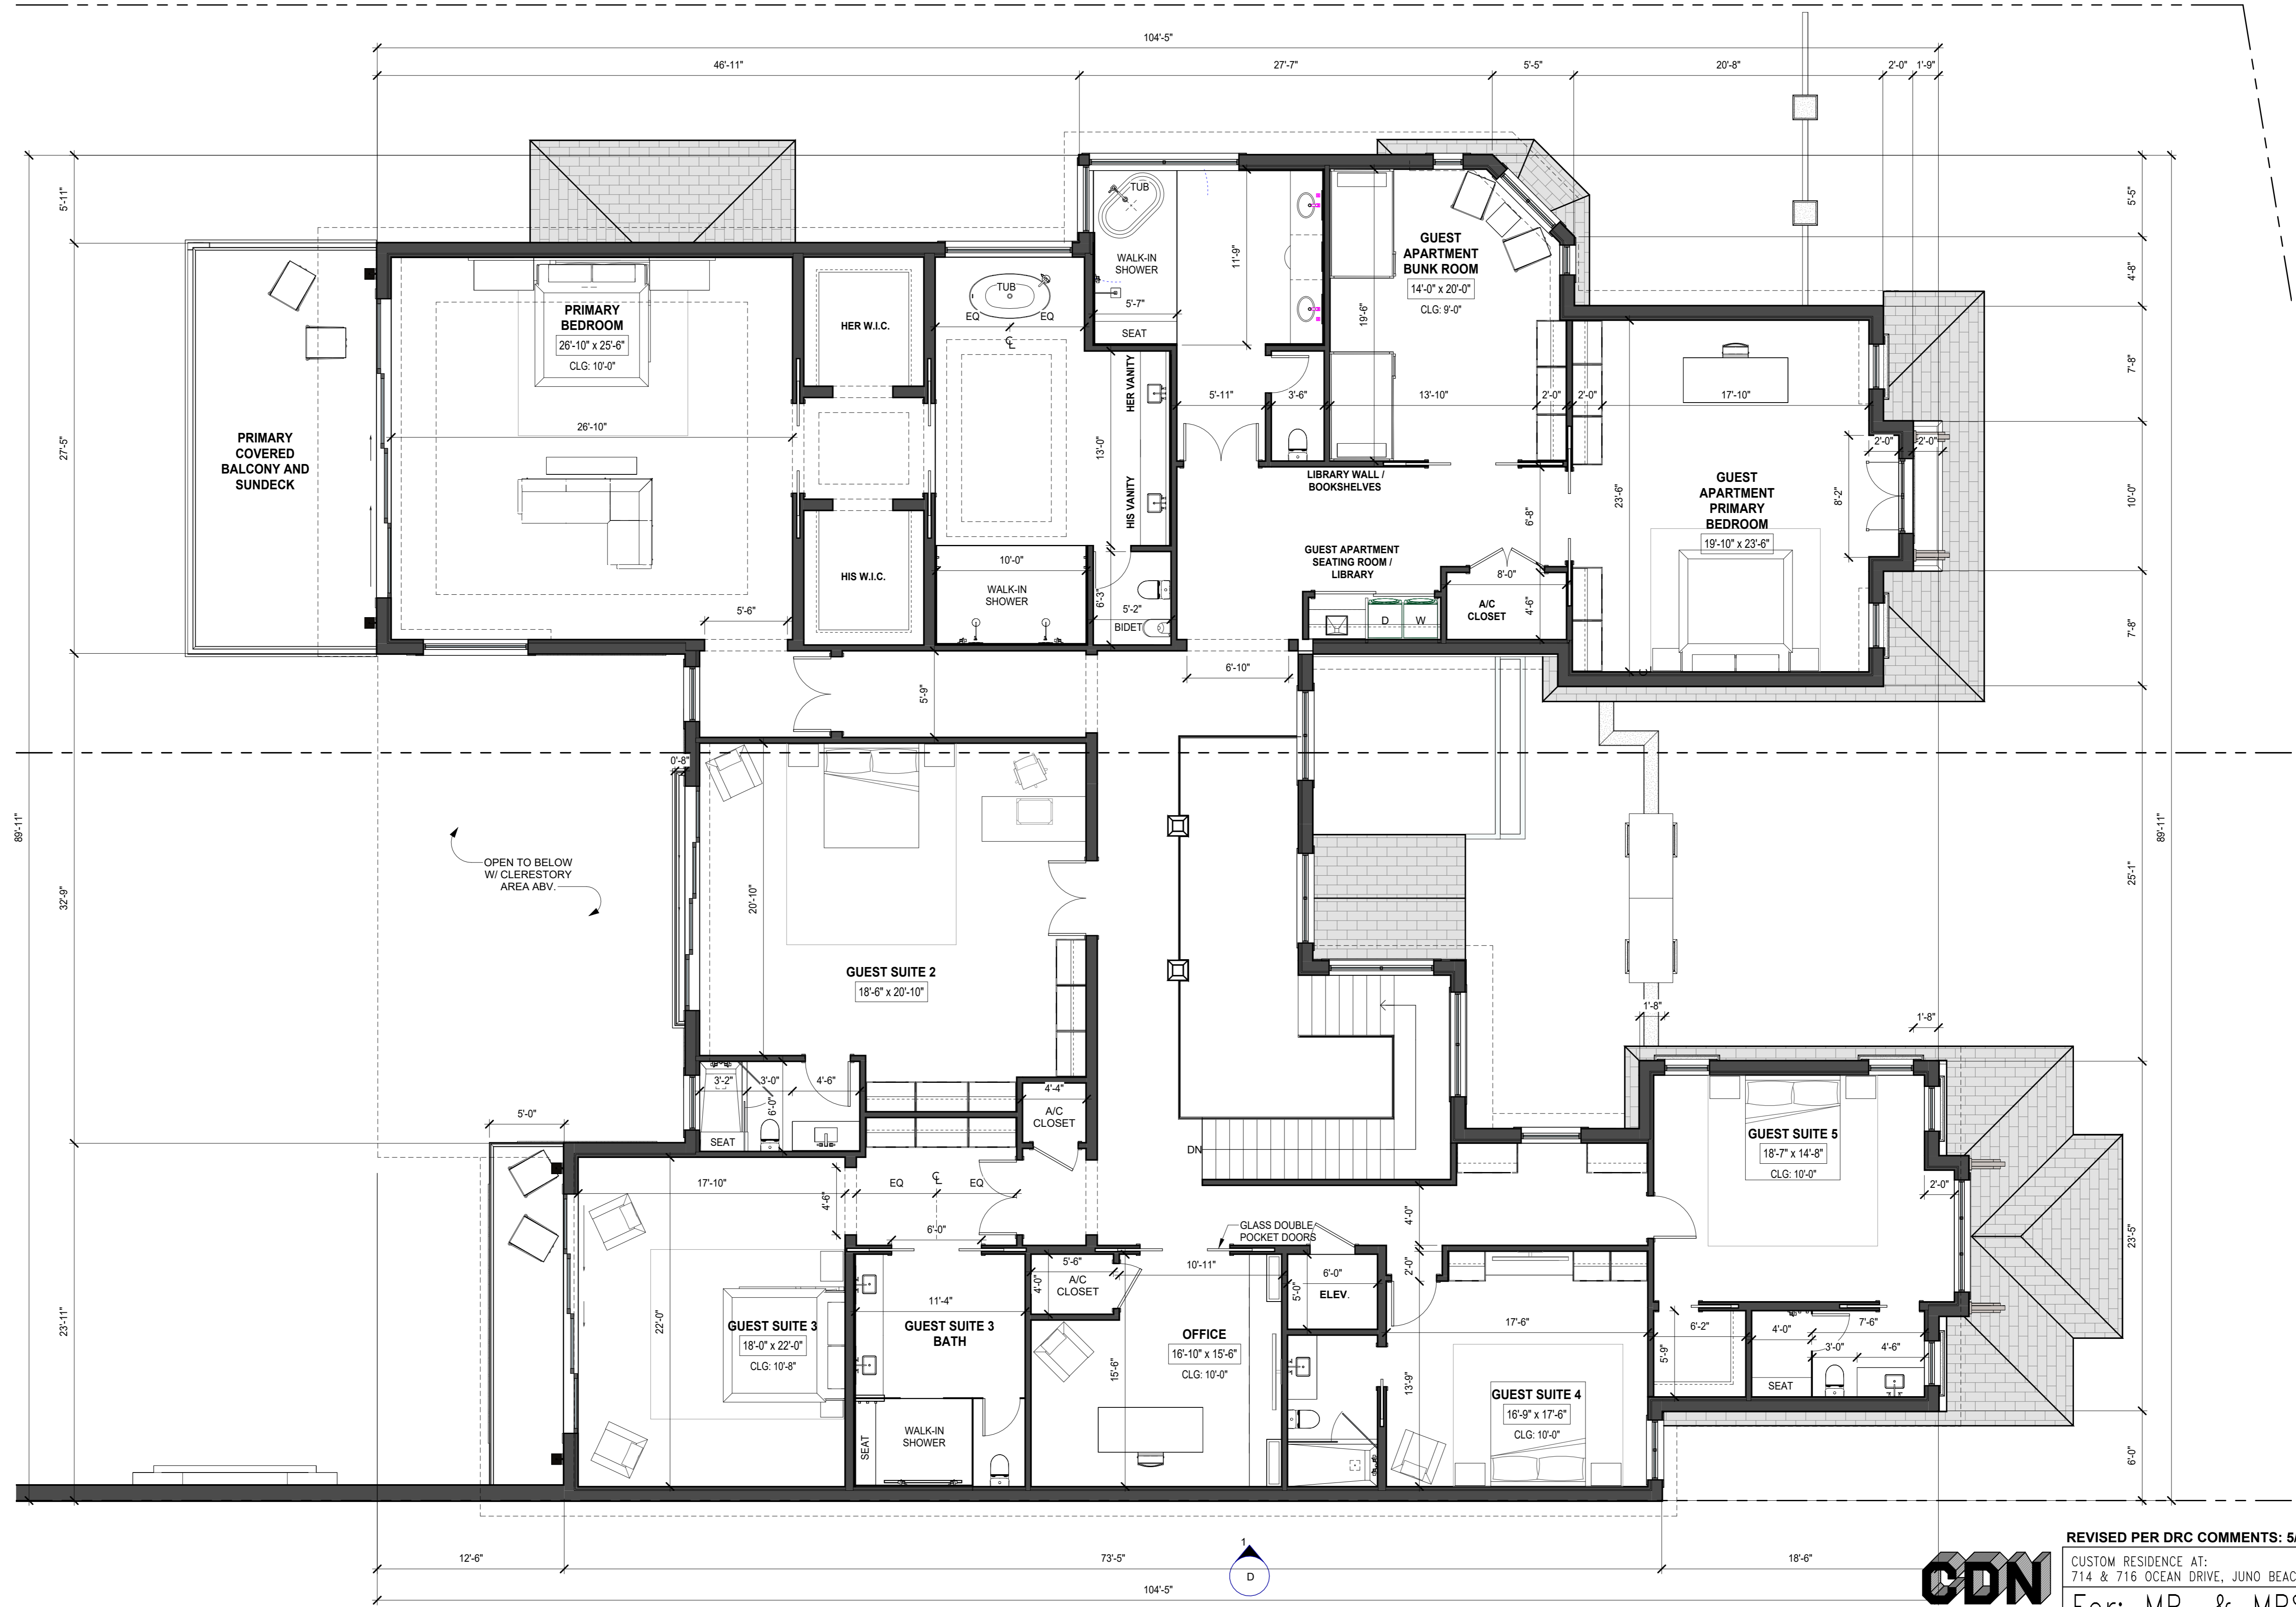 104'-5"
46'-11"
27'-7"
5'-5"
20'-8"
2'-0"
1'-9"
5'-11"
27'-5"
32'-9"
23'-11"
89'-11"
5'-5"
4'-8"
7'-8"
10'-0"
7'-8"
25'-1"
23'-5"
6'-0"
89'-11"
PRIMARY
COVERED
BALCONY AND
SUNDECK
PRIMARY
BEDROOM
26'-10" x 25'-6"
CLG: 10'-0"
26'-10"
5'-6"
HER W.I.C.
HIS W.I.C.
TUB
EQ
EQ
CL
HER VANITY
HIS VANITY
13'-0"
10'-0"
WALK-IN
SHOWER
6'-3"
5'-2"
BIDET
TUB
WALK-IN
SHOWER
5'-7"
SEAT
11'-9"
5'-11"
3'-6"
GUEST
APARTMENT
BUNK ROOM
14'-0" x 20'-0"
CLG: 9'-0"
19'-6"
13'-10"
2'-0"
2'-0"
17'-10"
2'-0"
2'-0"
8'-2"
23'-6"
GUEST
APARTMENT
PRIMARY
BEDROOM
19'-10" x 23'-6"
LIBRARY WALL /
BOOKSHELVES
6'-8"
GUEST APARTMENT
SEATING ROOM /
LIBRARY
8'-0"
A/C
CLOSET
4'-6"
D
W
6'-10"
5'-9"
0'-8"
OPEN TO BELOW
W/ CLERESTORY
AREA ABV.
20'-10"
GUEST SUITE 2
18'-6" x 20'-10"
3'-2"
3'-0"
4'-6"
6'-0"
SEAT
4'-4"
A/C
CLOSET
DN
1'-8"
1'-8"
5'-0"
17'-10"
4'-6"
EQ
CL
EQ
6'-0"
22'-0"
GUEST SUITE 3
18'-0" x 22'-0"
CLG: 10'-8"
11'-4"
GUEST SUITE 3
BATH
SEAT
WALK-IN
SHOWER
5'-6"
4'-0"
A/C
CLOSET
10'-11"
GLASS DOUBLE
POCKET DOORS
OFFICE
16'-10" x 15'-6"
CLG: 10'-0"
15'-6"
6'-0"
5'-0"
ELEV.
4'-0"
2'-0"
17'-6"
13'-9"
GUEST SUITE 4
16'-9" x 17'-6"
CLG: 10'-0"
GUEST SUITE 5
18'-7" x 14'-8"
CLG: 10'-0"
2'-0"
6'-2"
5'-9"
4'-0"
7'-6"
3'-0"
4'-6"
SEAT
12'-6"
73'-5"
18'-6"
104'-5"
1
D
CDN
REVISED PER DRC COMMENTS: 5/
CUSTOM RESIDENCE AT:
714 & 716 OCEAN DRIVE, JUNO BEAC
For: MR. & MRS